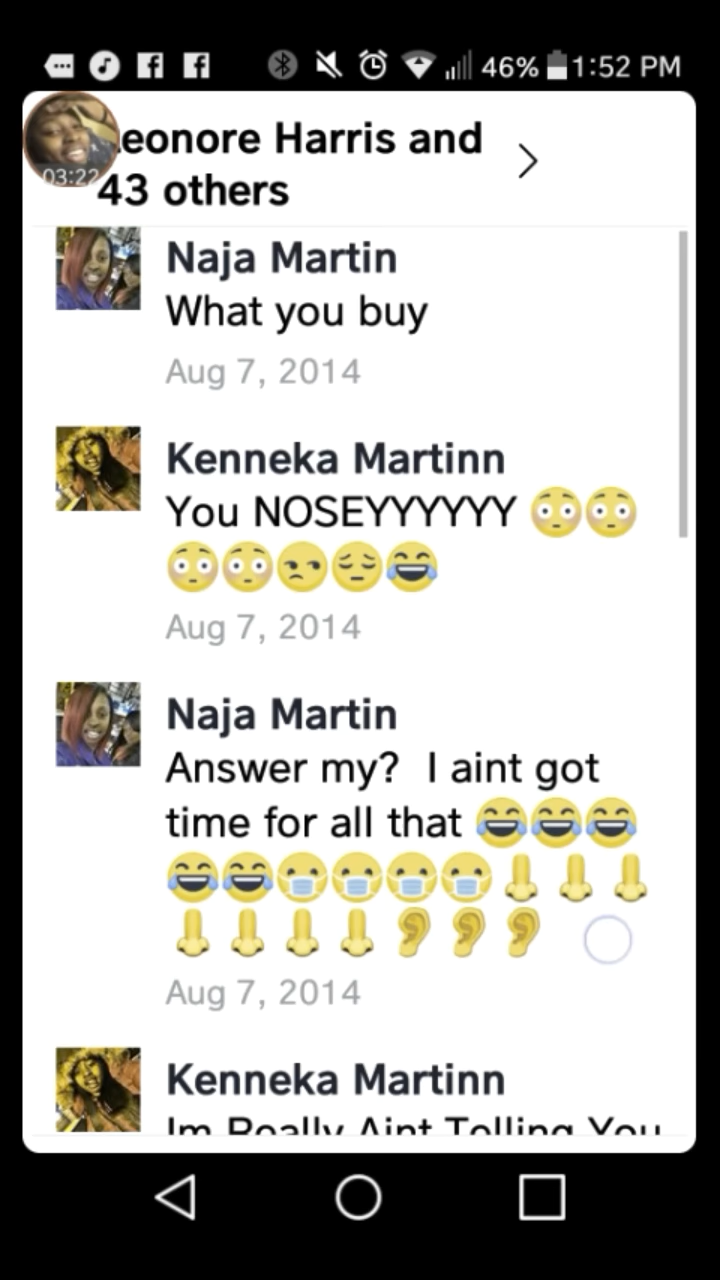 46% 1:52 PM
eonore Harris and
03:22
43 others
Naja Martin
What you buy
Aug 7, 2014
Kenneka Martinn
You NOSEYYYYYY 😳😳
😳😳😒😔😂
Aug 7, 2014
Naja Martin
Answer my? I aint got
time for all that 😂😂😂
😂😂😷😷😷😷👃👃👃
👃👃👃👃👂👂👂
Aug 7, 2014
Kenneka Martinn
Im Really Aint Telling You